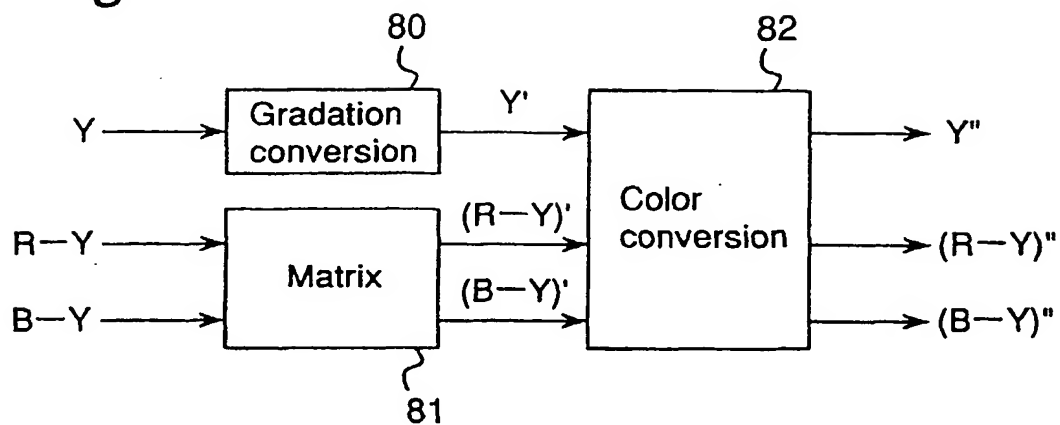 80
82
Y
Gradation
conversion
Y'
Y"
R—Y
Matrix
(R—Y)'
Color
conversion
(R—Y)"
B—Y
(B—Y)'
(B—Y)"
81